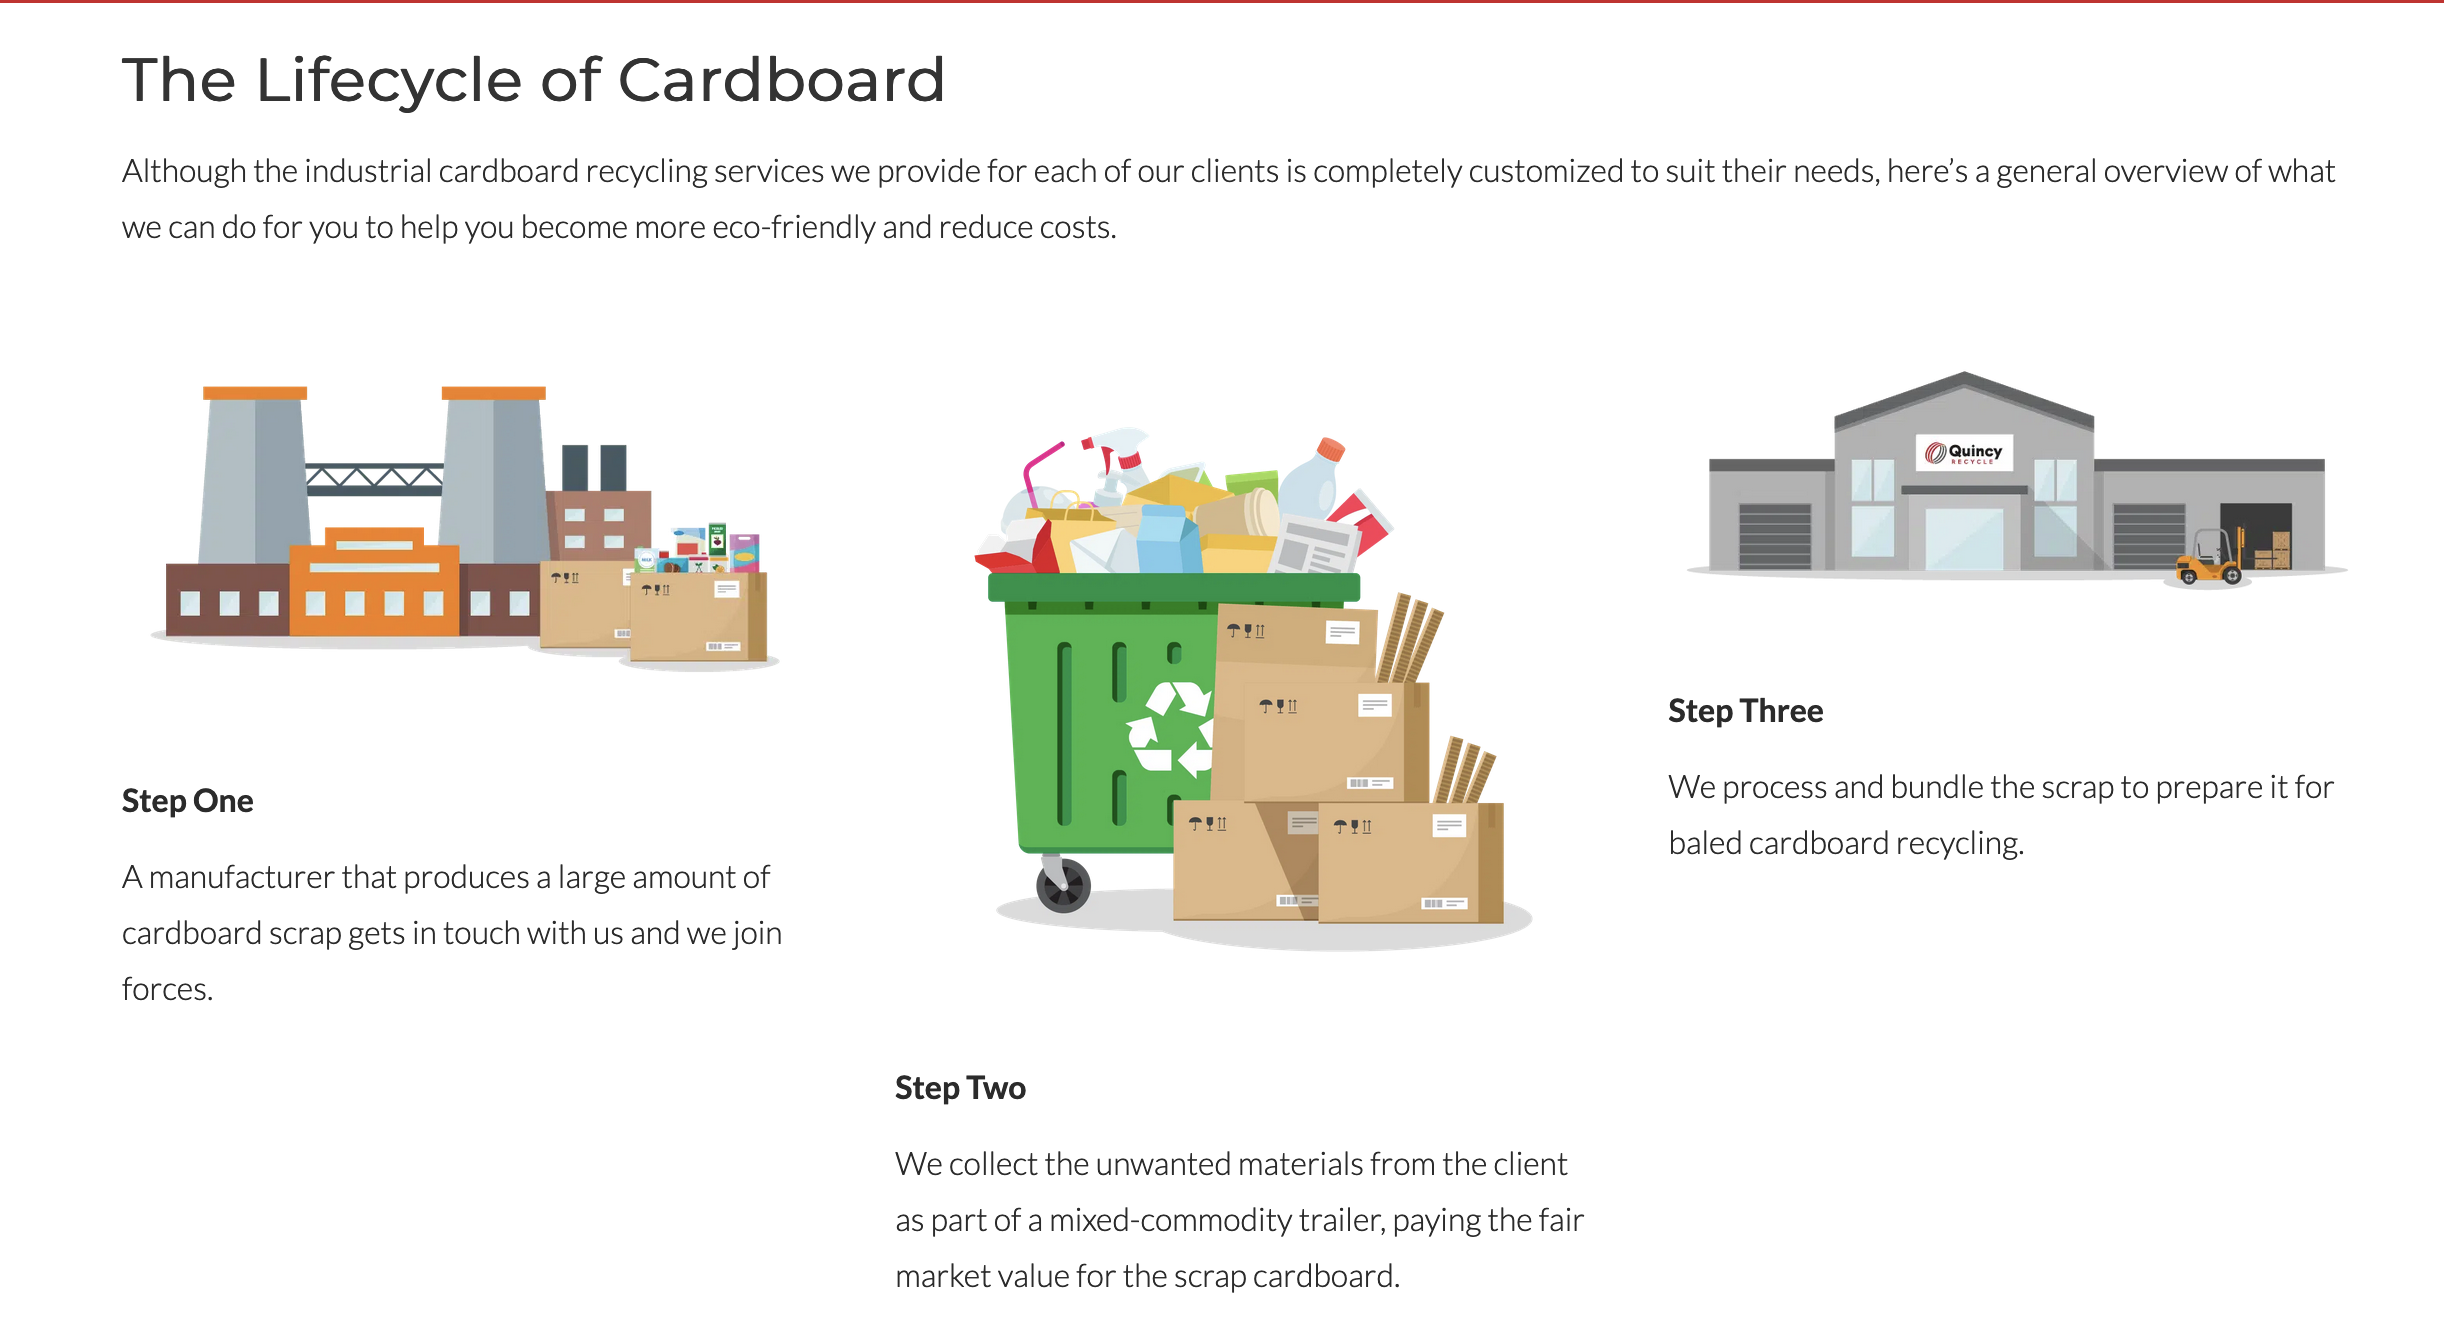 The Lifecycle of Cardboard
Although the industrial cardboard recycling services we provide for each of our clients is completely customized to suit their needs, here’s a general overview of what
we can do for you to help you become more eco-friendly and reduce costs.
MILK
Step One
A manufacturer that produces a large amount of
cardboard scrap gets in touch with us and we join
forces.
Step Two
We collect the unwanted materials from the client
as part of a mixed-commodity trailer, paying the fair
market value for the scrap cardboard.
Quincy
RECYCLE
Step Three
We process and bundle the scrap to prepare it for
baled cardboard recycling.